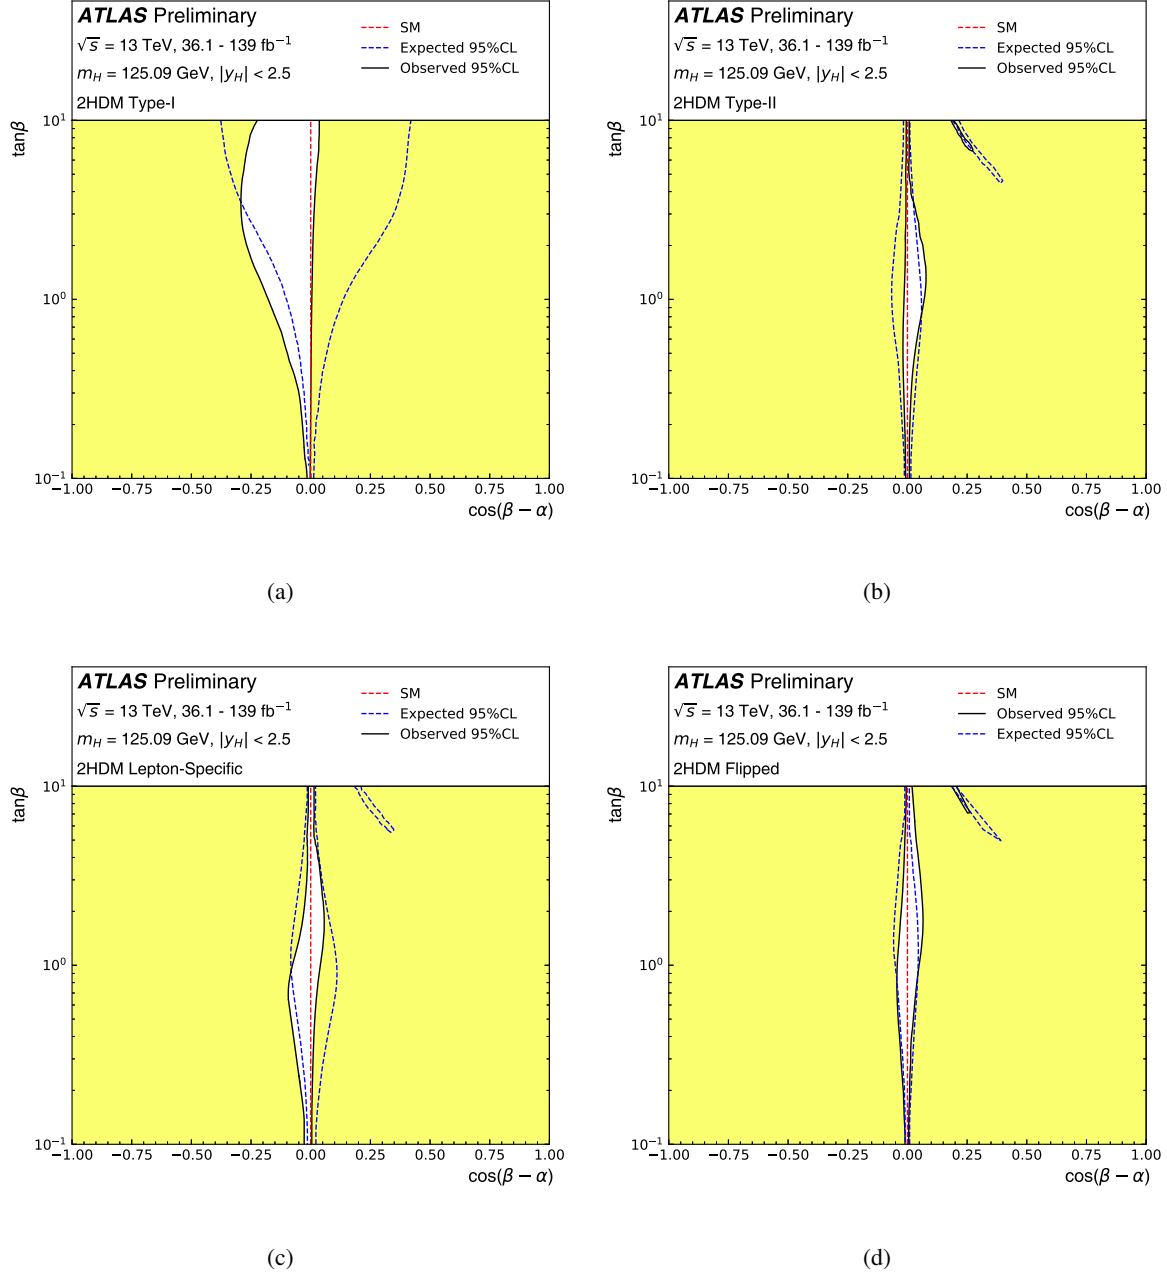 ATLAS Preliminary
√s = 13 TeV, 36.1 - 139 fb⁻¹
m_H = 125.09 GeV, |y_H| < 2.5
2HDM Type-I
SM
Expected 95%CL
Observed 95%CL
tanβ
10¹
10⁰
10⁻¹
−1.00 −0.75 −0.50 −0.25 0.00 0.25 0.50 0.75 1.00
cos(β − α)
(a)
ATLAS Preliminary
√s = 13 TeV, 36.1 - 139 fb⁻¹
m_H = 125.09 GeV, |y_H| < 2.5
2HDM Type-II
SM
Expected 95%CL
Observed 95%CL
tanβ
10¹
10⁰
10⁻¹
−1.00 −0.75 −0.50 −0.25 0.00 0.25 0.50 0.75 1.00
cos(β − α)
(b)
ATLAS Preliminary
√s = 13 TeV, 36.1 - 139 fb⁻¹
m_H = 125.09 GeV, |y_H| < 2.5
2HDM Lepton-Specific
SM
Expected 95%CL
Observed 95%CL
tanβ
10¹
10⁰
10⁻¹
−1.00 −0.75 −0.50 −0.25 0.00 0.25 0.50 0.75 1.00
cos(β − α)
(c)
ATLAS Preliminary
√s = 13 TeV, 36.1 - 139 fb⁻¹
m_H = 125.09 GeV, |y_H| < 2.5
2HDM Flipped
SM
Observed 95%CL
Expected 95%CL
tanβ
10¹
10⁰
10⁻¹
−1.00 −0.75 −0.50 −0.25 0.00 0.25 0.50 0.75 1.00
cos(β − α)
(d)